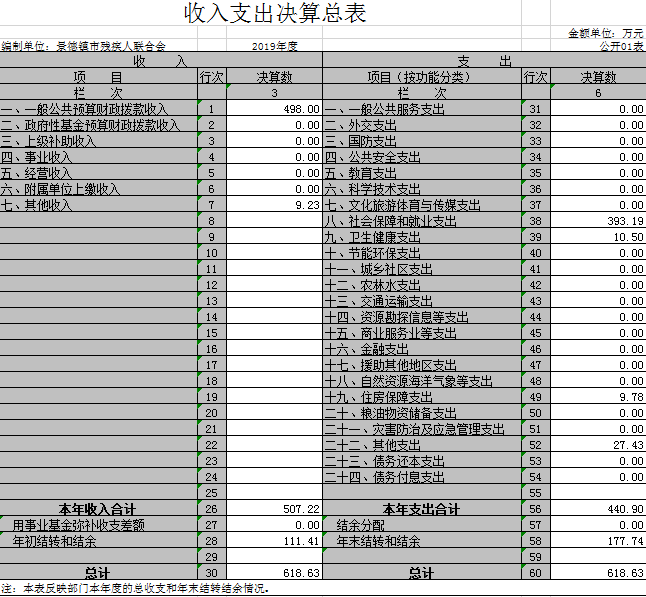 收入支出决算总表
金额单位：万元
编制单位：景德镇市残疾人联合会 2019年度 公开01表
收 入 支 出
项 目 行次 决算数 项目（按功能分类） 行次 决算数
栏 次 3 栏 次 6
一、一般公共预算财政拨款收入 1 498.00 一、一般公共服务支出 31 0.00
二、政府性基金预算财政拨款收入 2 0.00 二、外交支出 32 0.00
三、上级补助收入 3 0.00 三、国防支出 33 0.00
四、事业收入 4 0.00 四、公共安全支出 34 0.00
五、经营收入 5 0.00 五、教育支出 35 0.00
六、附属单位上缴收入 6 0.00 六、科学技术支出 36 0.00
七、其他收入 7 9.23 七、文化旅游体育与传媒支出 37 0.00
8 八、社会保障和就业支出 38 393.19
9 九、卫生健康支出 39 10.50
10 十、节能环保支出 40 0.00
11 十一、城乡社区支出 41 0.00
12 十二、农林水支出 42 0.00
13 十三、交通运输支出 43 0.00
14 十四、资源勘探信息等支出 44 0.00
15 十五、商业服务业等支出 45 0.00
16 十六、金融支出 46 0.00
17 十七、援助其他地区支出 47 0.00
18 十八、自然资源海洋气象等支出 48 0.00
19 十九、住房保障支出 49 9.78
20 二十、粮油物资储备支出 50 0.00
21 二十一、灾害防治及应急管理支出 51 0.00
22 二十二、其他支出 52 27.43
23 二十三、债务还本支出 53 0.00
24 二十四、债务付息支出 54 0.00
25 55
本年收入合计 26 507.22 本年支出合计 56 440.90
用事业基金弥补收支差额 27 0.00 结余分配 57 0.00
年初结转和结余 28 111.41 年末结转和结余 58 177.74
29 59
总计 30 618.63 总计 60 618.63
注：本表反映部门本年度的总收支和年末结转结余情况。